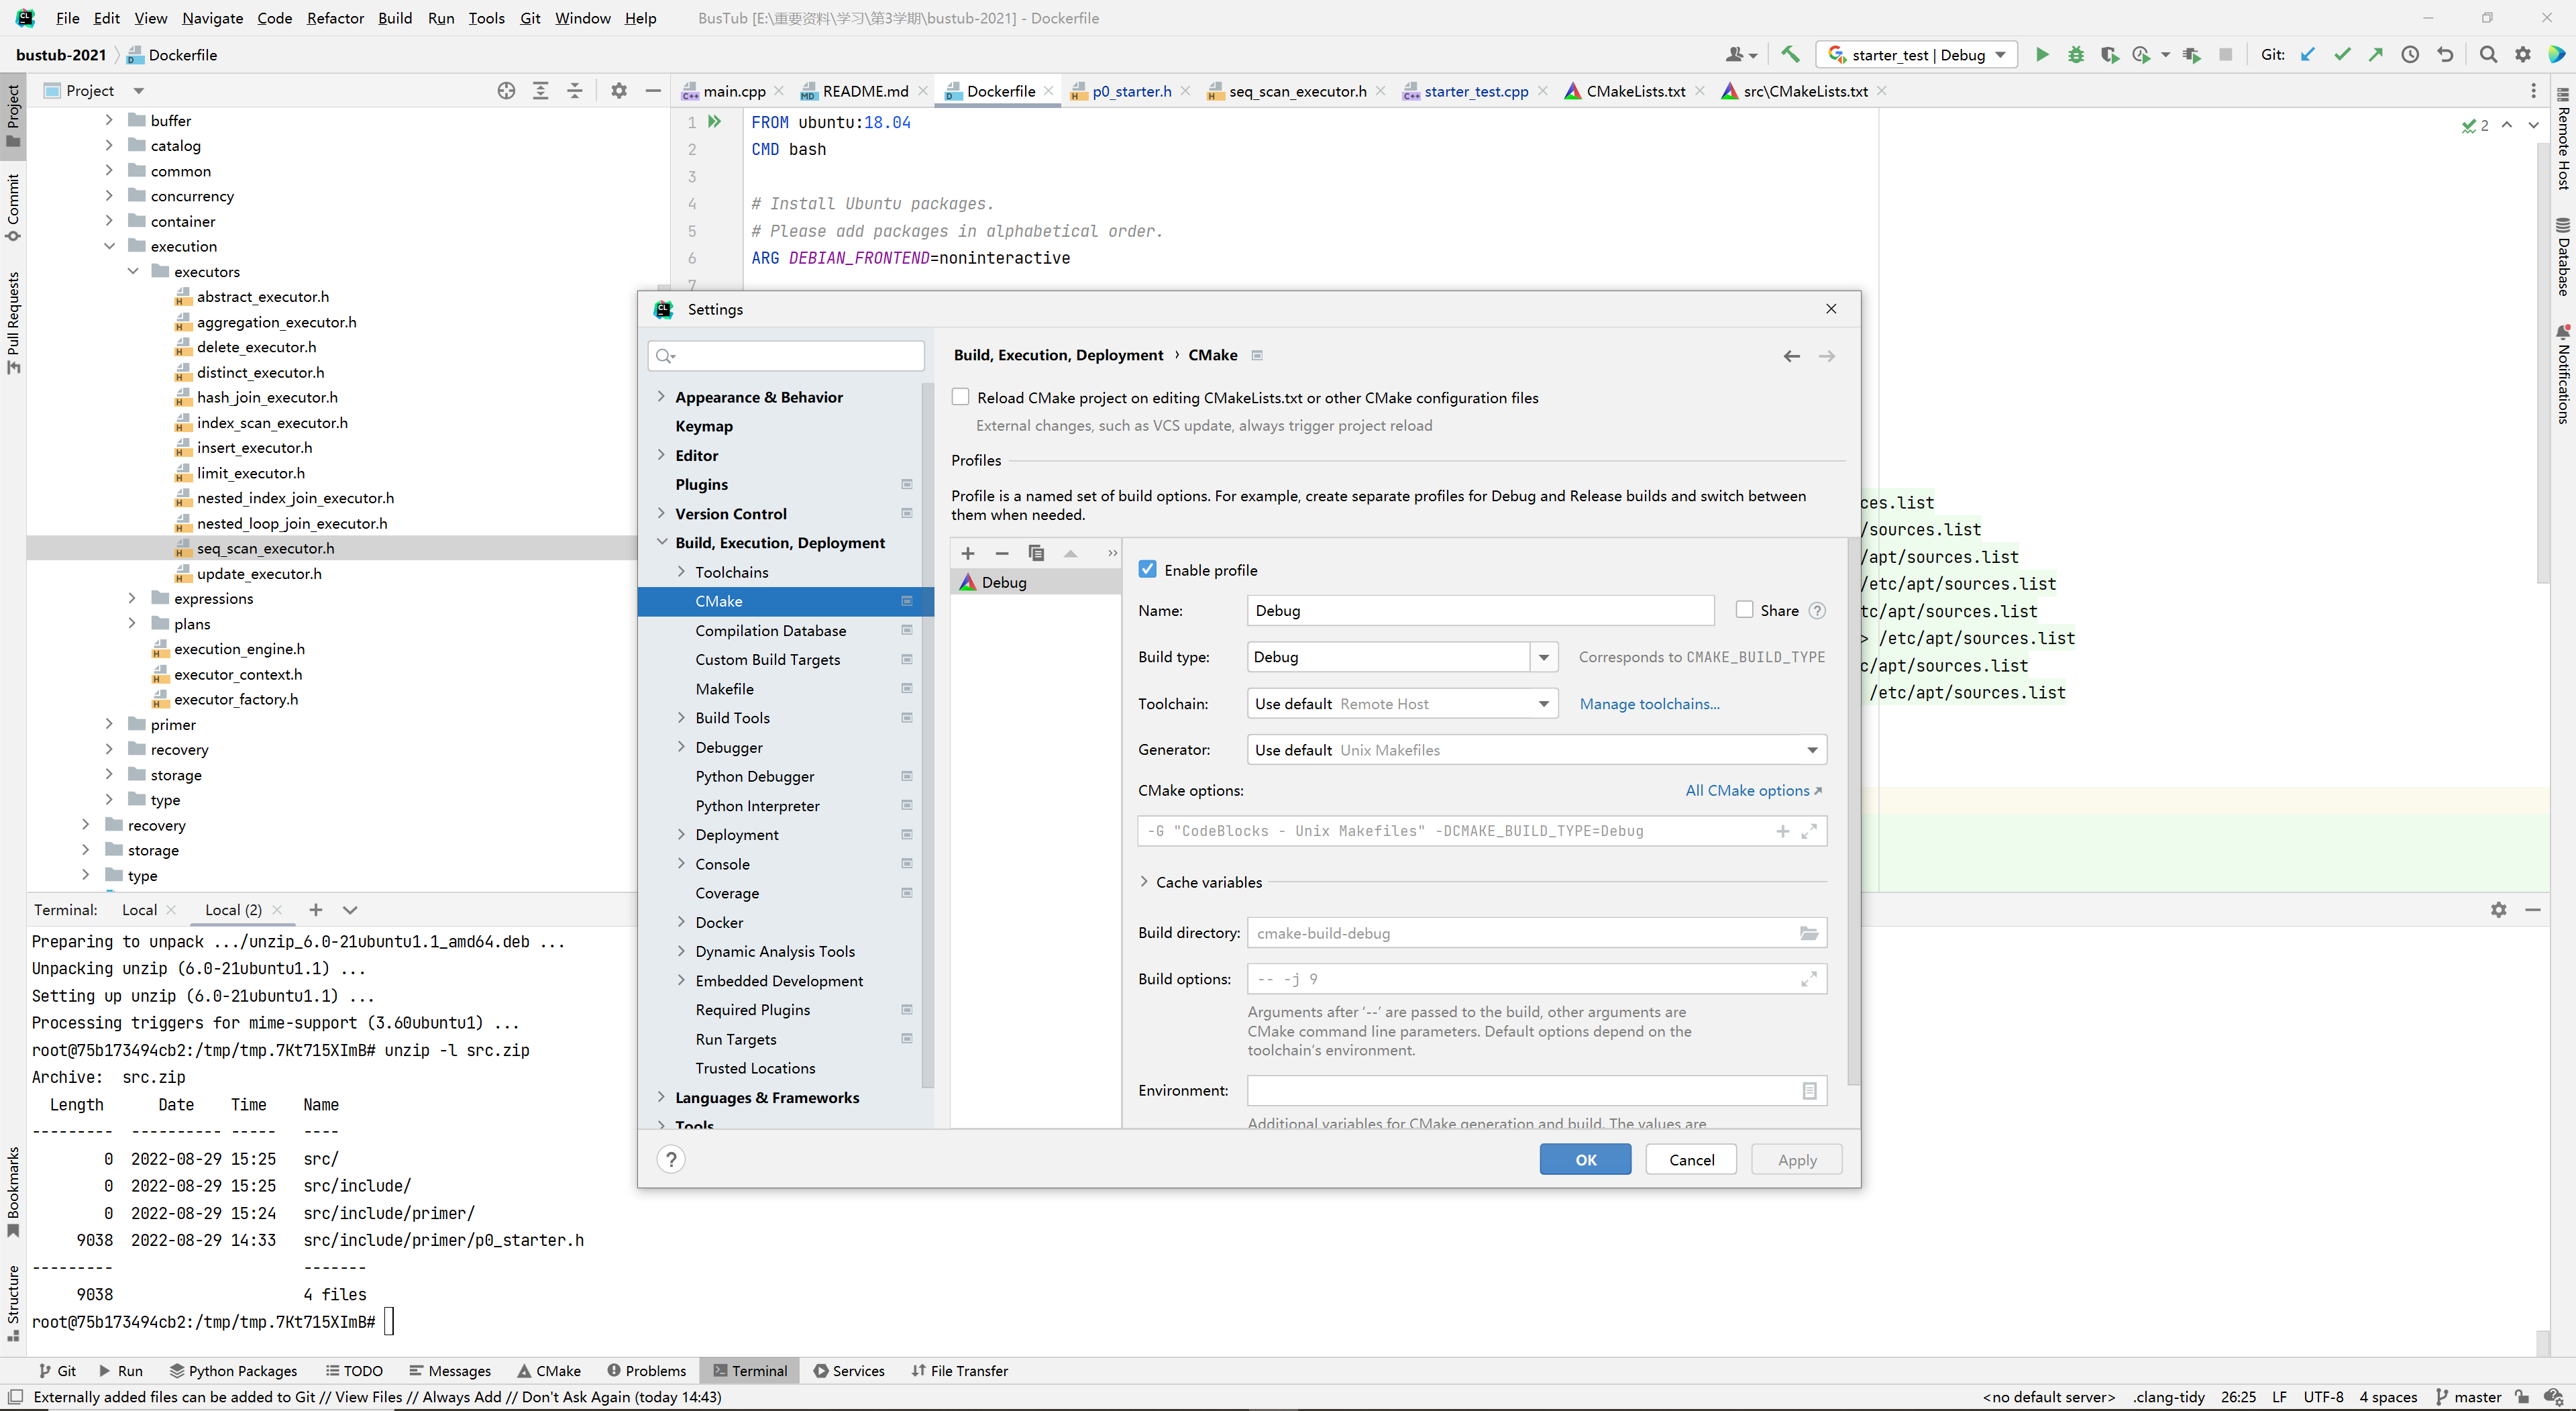 File Edit View Navigate Code Refactor Build Run Tools Git Window Help BusTub [E:\重要资料\学习\第3学期\bustub-2021] - Dockerfile
bustub-2021 Dockerfile starter_test | Debug Git:
Project main.cpp README.md Dockerfile p0_starter.h seq_scan_executor.h starter_test.cpp CMakeLists.txt src\CMakeLists.txt
Project
Commit
Pull Requests
Bookmarks
Structure
Remote Host
Database
Notifications
buffer
catalog
common
concurrency
container
execution
executors
abstract_executor.h
aggregation_executor.h
delete_executor.h
distinct_executor.h
hash_join_executor.h
index_scan_executor.h
insert_executor.h
limit_executor.h
nested_index_join_executor.h
nested_loop_join_executor.h
seq_scan_executor.h
update_executor.h
expressions
plans
execution_engine.h
executor_context.h
executor_factory.h
primer
recovery
storage
type
recovery
storage
type
1 FROM ubuntu:18.04
2 CMD bash
3
4 # Install Ubuntu packages.
5 # Please add packages in alphabetical order.
6 ARG DEBIAN_FRONTEND=noninteractive
7
2
ces.list
/sources.list
/apt/sources.list
/etc/apt/sources.list
tc/apt/sources.list
> /etc/apt/sources.list
c/apt/sources.list
/etc/apt/sources.list
Settings
Appearance & Behavior
Keymap
Editor
Plugins
Version Control
Build, Execution, Deployment
Toolchains
CMake
Compilation Database
Custom Build Targets
Makefile
Build Tools
Debugger
Python Debugger
Python Interpreter
Deployment
Console
Coverage
Docker
Dynamic Analysis Tools
Embedded Development
Required Plugins
Run Targets
Trusted Locations
Languages & Frameworks
Tools
Build, Execution, Deployment › CMake
Reload CMake project on editing CMakeLists.txt or other CMake configuration files
External changes, such as VCS update, always trigger project reload
Profiles
Profile is a named set of build options. For example, create separate profiles for Debug and Release builds and switch between
them when needed.
Debug
Enable profile
Name: Debug Share
Build type: Debug Corresponds to CMAKE_BUILD_TYPE
Toolchain: Use default Remote Host Manage toolchains...
Generator: Use default Unix Makefiles
CMake options: All CMake options
-G "CodeBlocks - Unix Makefiles" -DCMAKE_BUILD_TYPE=Debug
Cache variables
Build directory: cmake-build-debug
Build options: -- -j 9
Arguments after '--' are passed to the build, other arguments are
CMake command line parameters. Default options depend on the
toolchain's environment.
Environment:
Additional variables for CMake generation and build. The values are
? OK Cancel Apply
Terminal: Local Local (2)
Preparing to unpack .../unzip_6.0-21ubuntu1.1_amd64.deb ...
Unpacking unzip (6.0-21ubuntu1.1) ...
Setting up unzip (6.0-21ubuntu1.1) ...
Processing triggers for mime-support (3.60ubuntu1) ...
root@75b173494cb2:/tmp/tmp.7Kt715XImB# unzip -l src.zip
Archive:  src.zip
Length Date Time Name
--------- ---------- ----- ----
0 2022-08-29 15:25 src/
0 2022-08-29 15:25 src/include/
0 2022-08-29 15:24 src/include/primer/
9038 2022-08-29 14:33 src/include/primer/p0_starter.h
--------- -------
9038 4 files
root@75b173494cb2:/tmp/tmp.7Kt715XImB#
Git Run Python Packages TODO Messages CMake Problems Terminal Services File Transfer
Externally added files can be added to Git // View Files // Always Add // Don't Ask Again (today 14:43) <no default server> .clang-tidy 26:25 LF UTF-8 4 spaces master